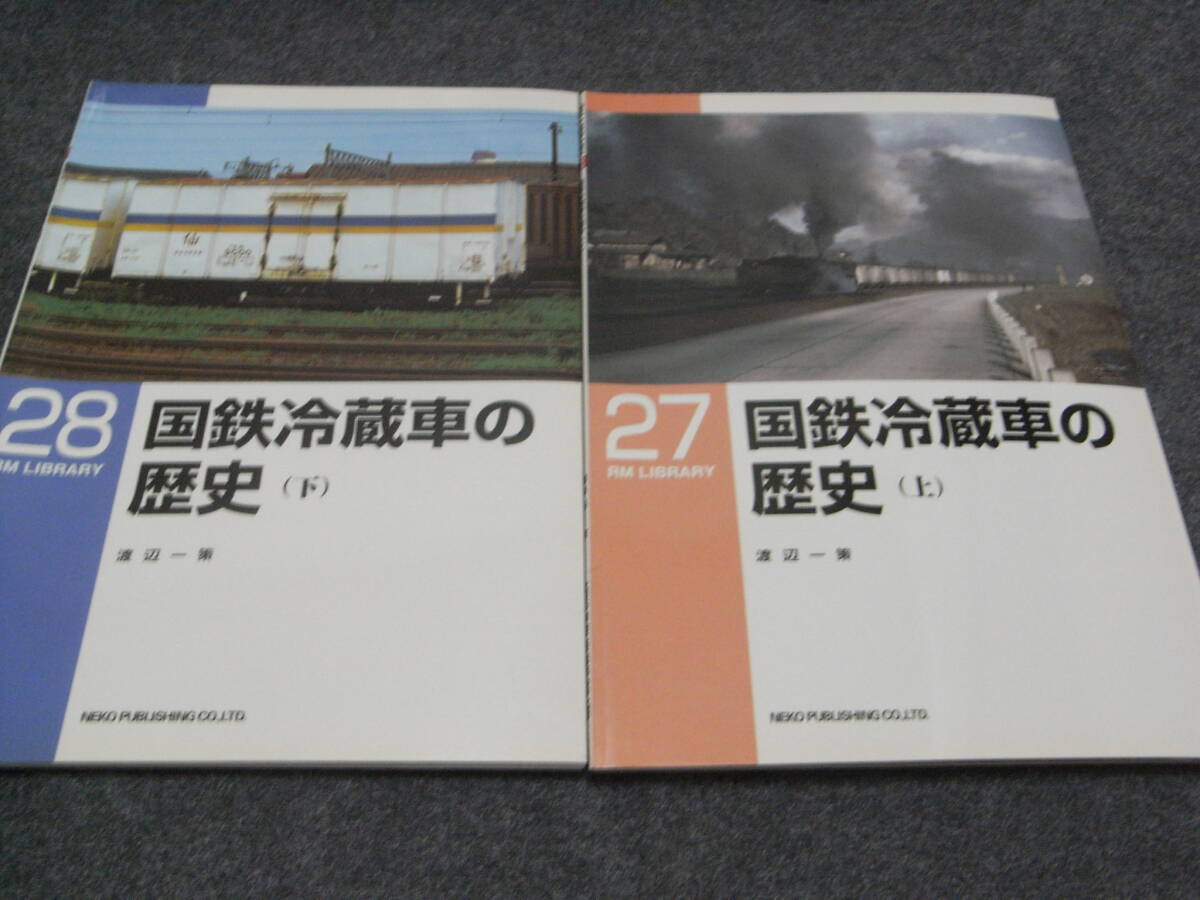 28
RM LIBRARY
国鉄冷蔵車の
歴史（下）
渡辺一策
NEKO PUBLISHING CO.,LTD.
仙
27
RM LIBRARY
国鉄冷蔵車の
歴史（上）
渡辺一策
NEKO PUBLISHING CO.,LTD.